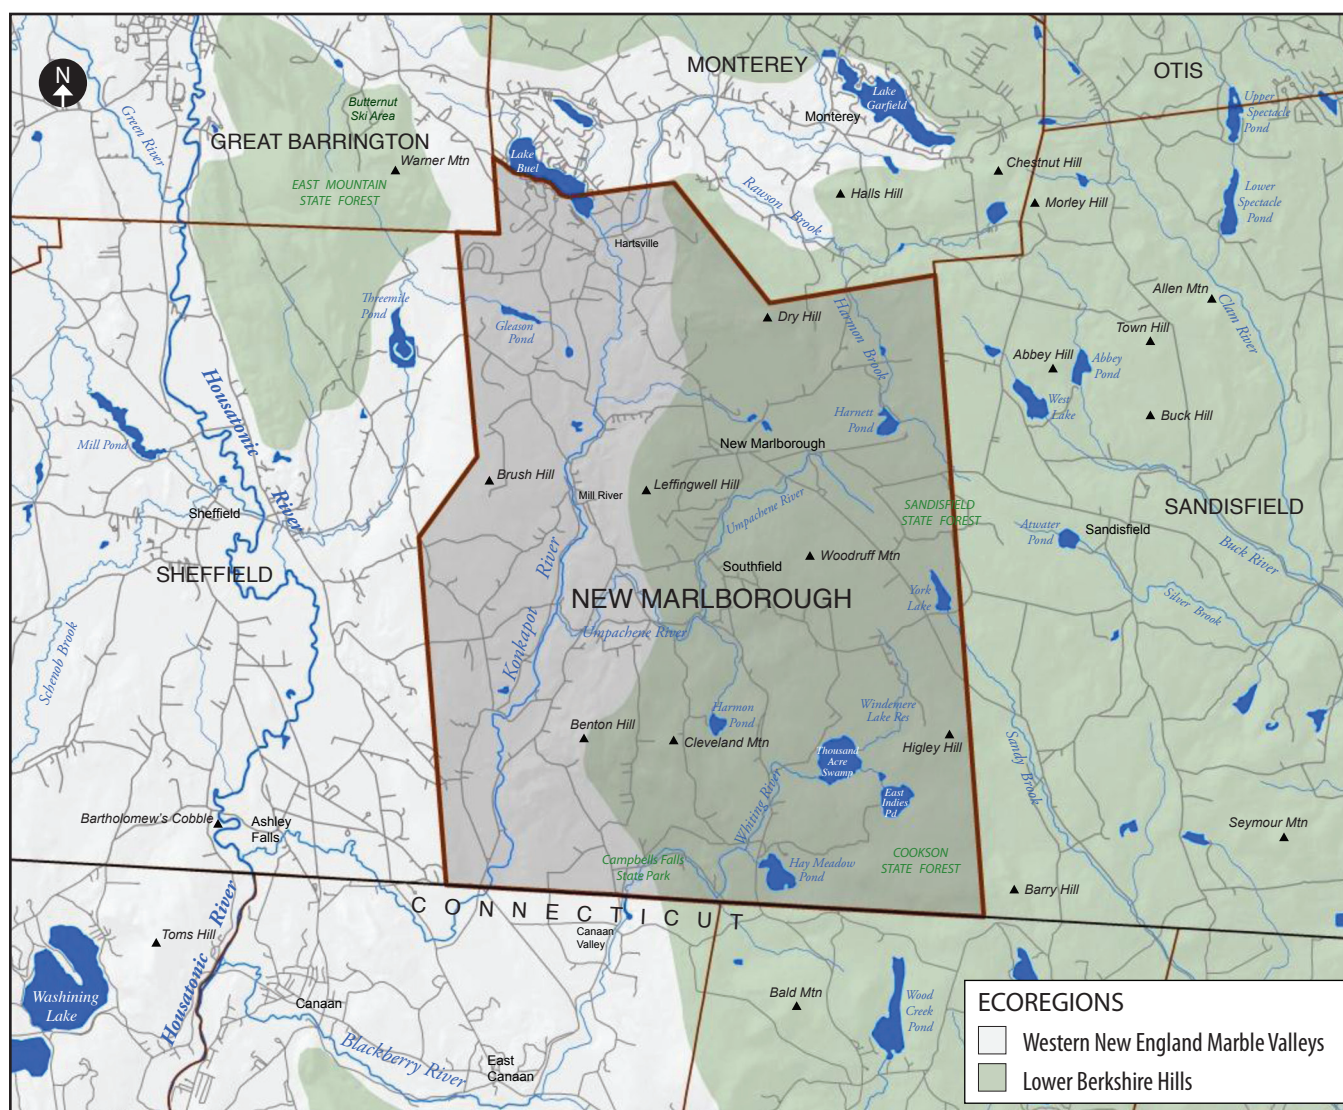 N
MONTEREY
OTIS
Lake
Garfield
Upper
Spectacle
Pond
Butternut
Ski Area
Green River
Monterey
GREAT BARRINGTON
Warner Mtn
Lake
Buel
Chestnut Hill
EAST MOUNTAIN
STATE FOREST
Rawson Brook
Halls Hill
Morley Hill
Lower
Spectacle
Pond
Hartsville
Threemile
Pond
Gleason
Pond
Dry Hill
Harmon Brook
Allen Mtn
Clam River
Town Hill
Abbey Hill
Abbey
Pond
Housatonic
River
West
Lake
Buck Hill
Harnett
Pond
Mill Pond
New Marlborough
Brush Hill
Mill River
Leffingwell Hill
Umpachene River
SANDISFIELD
STATE FOREST
SANDISFIELD
Sheffield
Atwater
Pond
Sandisfield
Buck River
SHEFFIELD
Konkapot River
Southfield
Woodruff Mtn
York
Lake
Silver Brook
NEW MARLBOROUGH
Umpachene River
Schenob Brook
Harmon
Pond
Windemere
Lake Res
Benton Hill
Cleveland Mtn
Thousand
Acre
Swamp
Higley Hill
Sandy Brook
East
Indies
Pd
Whiting River
Bartholomew's Cobble
Ashley
Falls
Seymour Mtn
Campbells Falls
State Park
Hay Meadow
Pond
COOKSON
STATE FOREST
Barry Hill
CONNECTICUT
Housatonic River
Toms Hill
Canaan
Valley
Washining
Lake
Canaan
Bald Mtn
Wood
Creek
Pond
Blackberry River
East
Canaan
ECOREGIONS
Western New England Marble Valleys
Lower Berkshire Hills